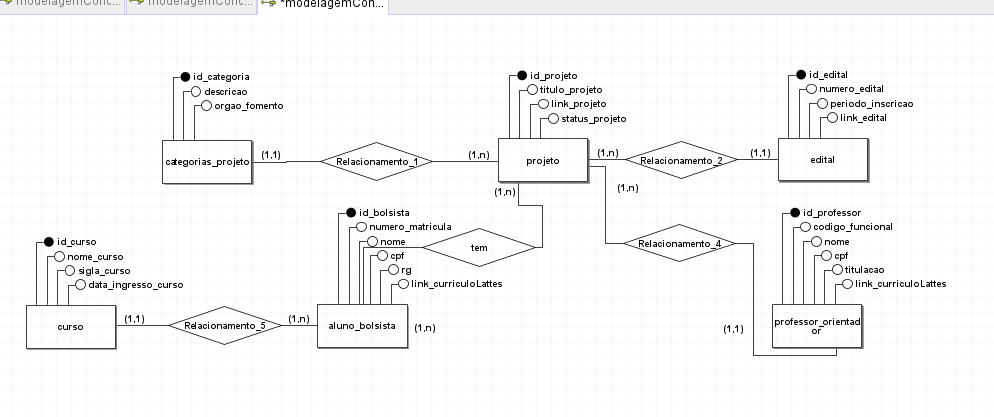 modelagemCont...
modelagemCont...
*modelagemCon...
id_categoria
descricao
orgao_fomento
categorias_projeto
(1,1)
Relacionamento_1
(1,n)
id_projeto
titulo_projeto
link_projeto
status_projeto
projeto
(1,n)
Relacionamento_2
(1,1)
id_edital
numero_edital
periodo_inscricao
link_edital
edital
(1,n)
(1,n)
id_curso
nome_curso
sigla_curso
data_ingresso_curso
curso
(1,1)
Relacionamento_5
(1,n)
id_bolsista
numero_matricula
nome
cpf
rg
link_curriculoLattes
aluno_bolsista
(1,n)
tem
Relacionamento_4
(1,1)
id_professor
codigo_funcional
nome
cpf
titulacao
link_curriculoLattes
professor_orientad
or